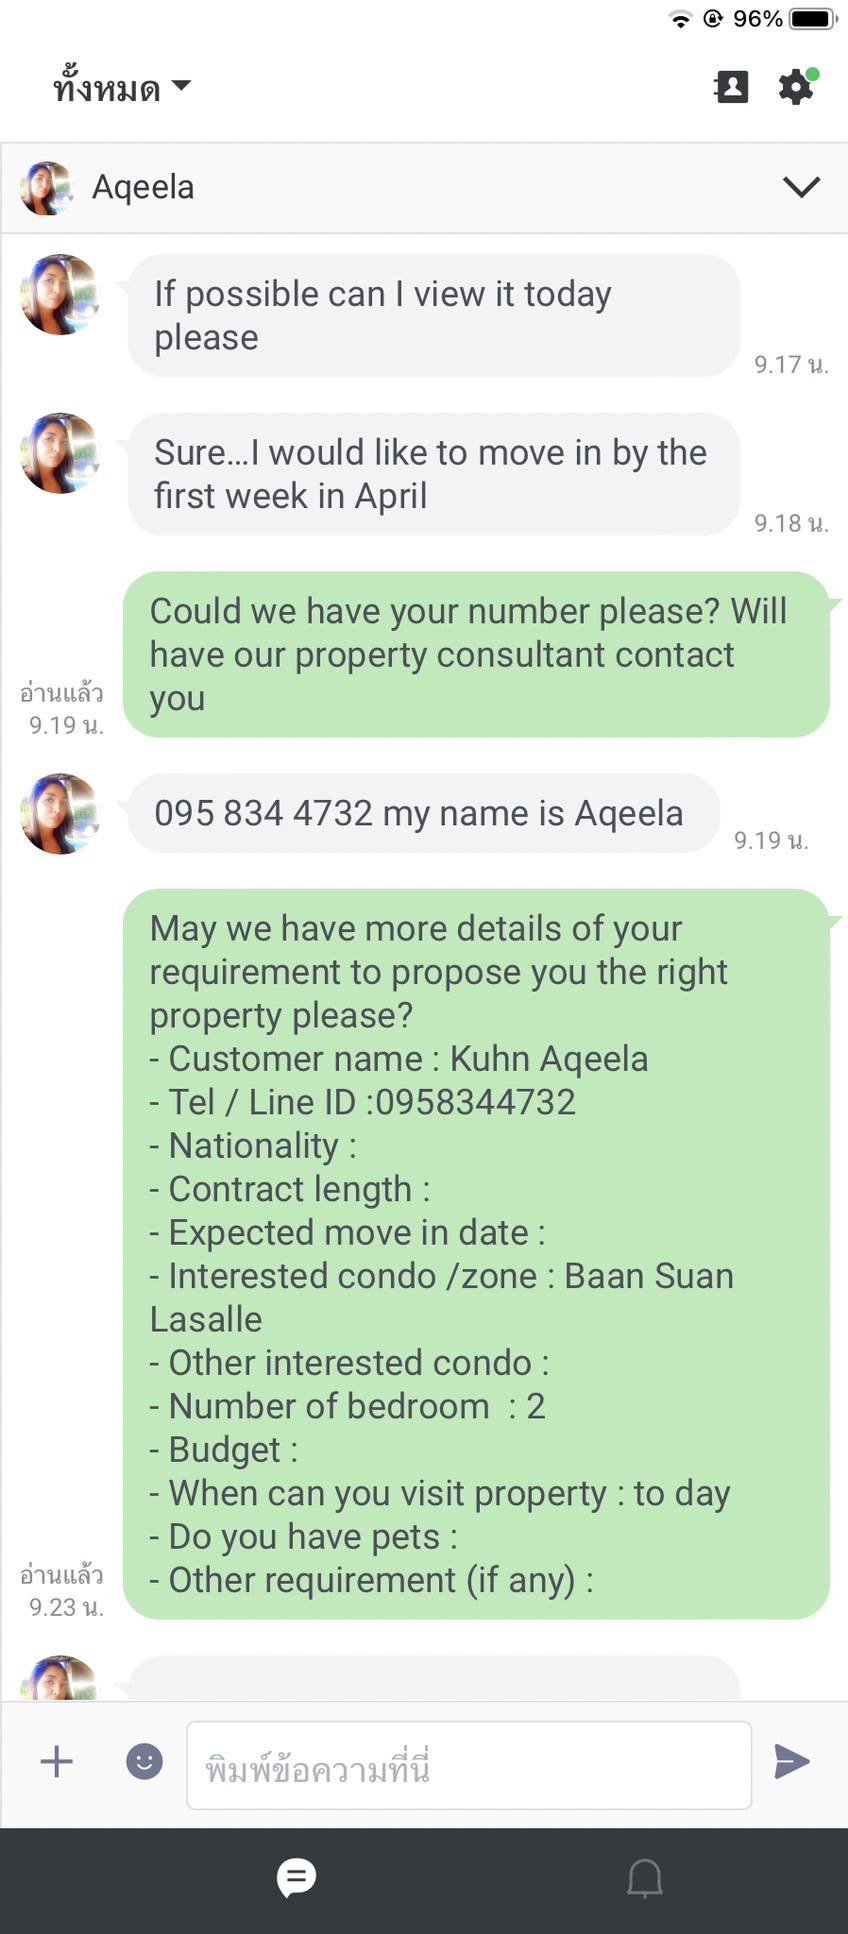 96%
ทั้งหมด
Aqeela
If possible can I view it today
please
9.17 น.
Sure...I would like to move in by the
first week in April
9.18 น.
Could we have your number please? Will
have our property consultant contact
you
อ่านแล้ว
9.19 น.
095 834 4732 my name is Aqeela
9.19 น.
May we have more details of your
requirement to propose you the right
property please?
- Customer name : Kuhn Aqeela
- Tel / Line ID :0958344732
- Nationality :
- Contract length :
- Expected move in date :
- Interested condo /zone : Baan Suan
Lasalle
- Other interested condo :
- Number of bedroom  : 2
- Budget :
- When can you visit property : to day
- Do you have pets :
- Other requirement (if any) :
อ่านแล้ว
9.23 น.
พิมพ์ข้อความที่นี่